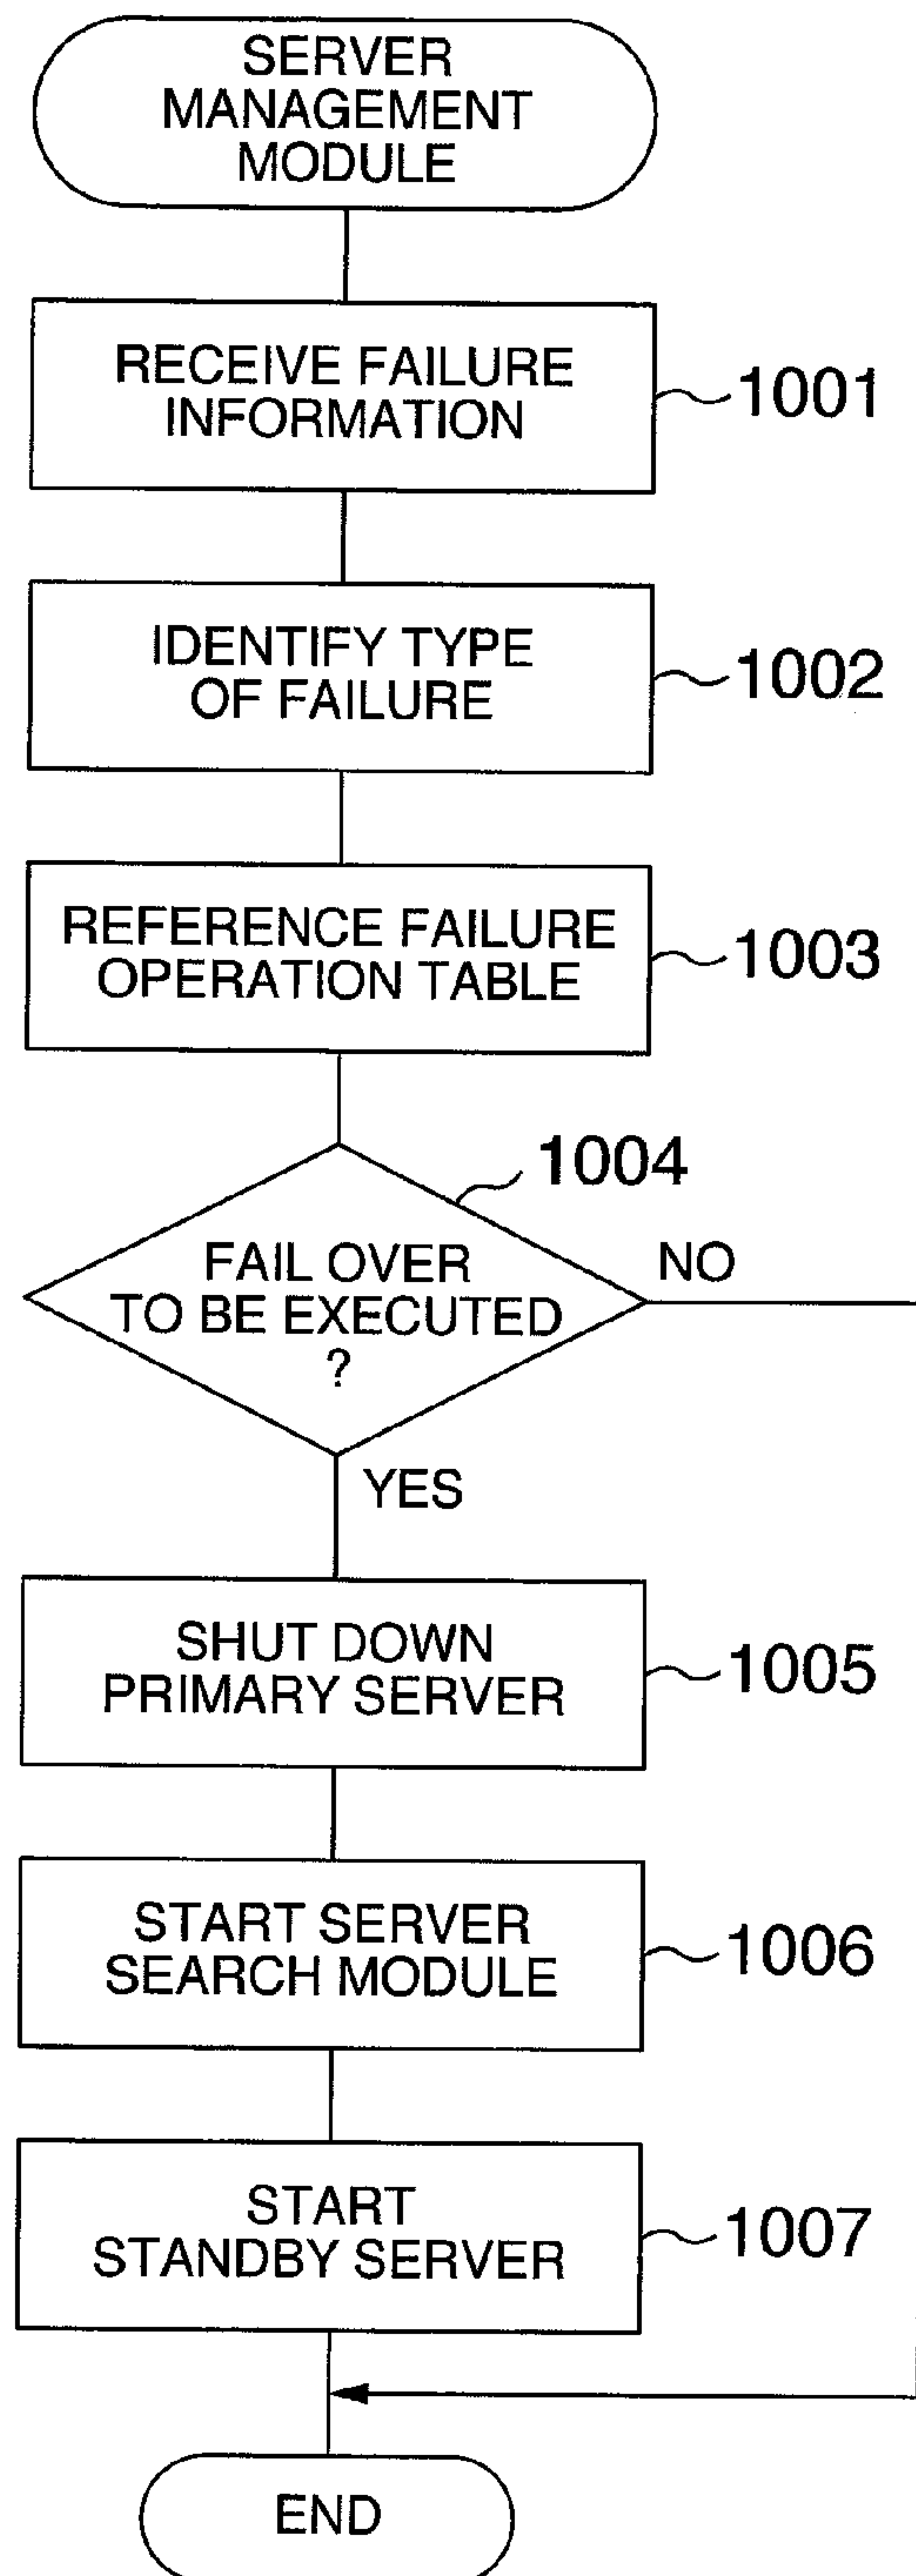 SERVER
MANAGEMENT
MODULE
RECEIVE FAILURE
INFORMATION
1001
IDENTIFY TYPE
OF FAILURE
1002
REFERENCE FAILURE
OPERATION TABLE
1003
1004
FAIL OVER
TO BE EXECUTED
?
NO
YES
SHUT DOWN
PRIMARY SERVER
1005
START SERVER
SEARCH MODULE
1006
START
STANDBY SERVER
1007
END